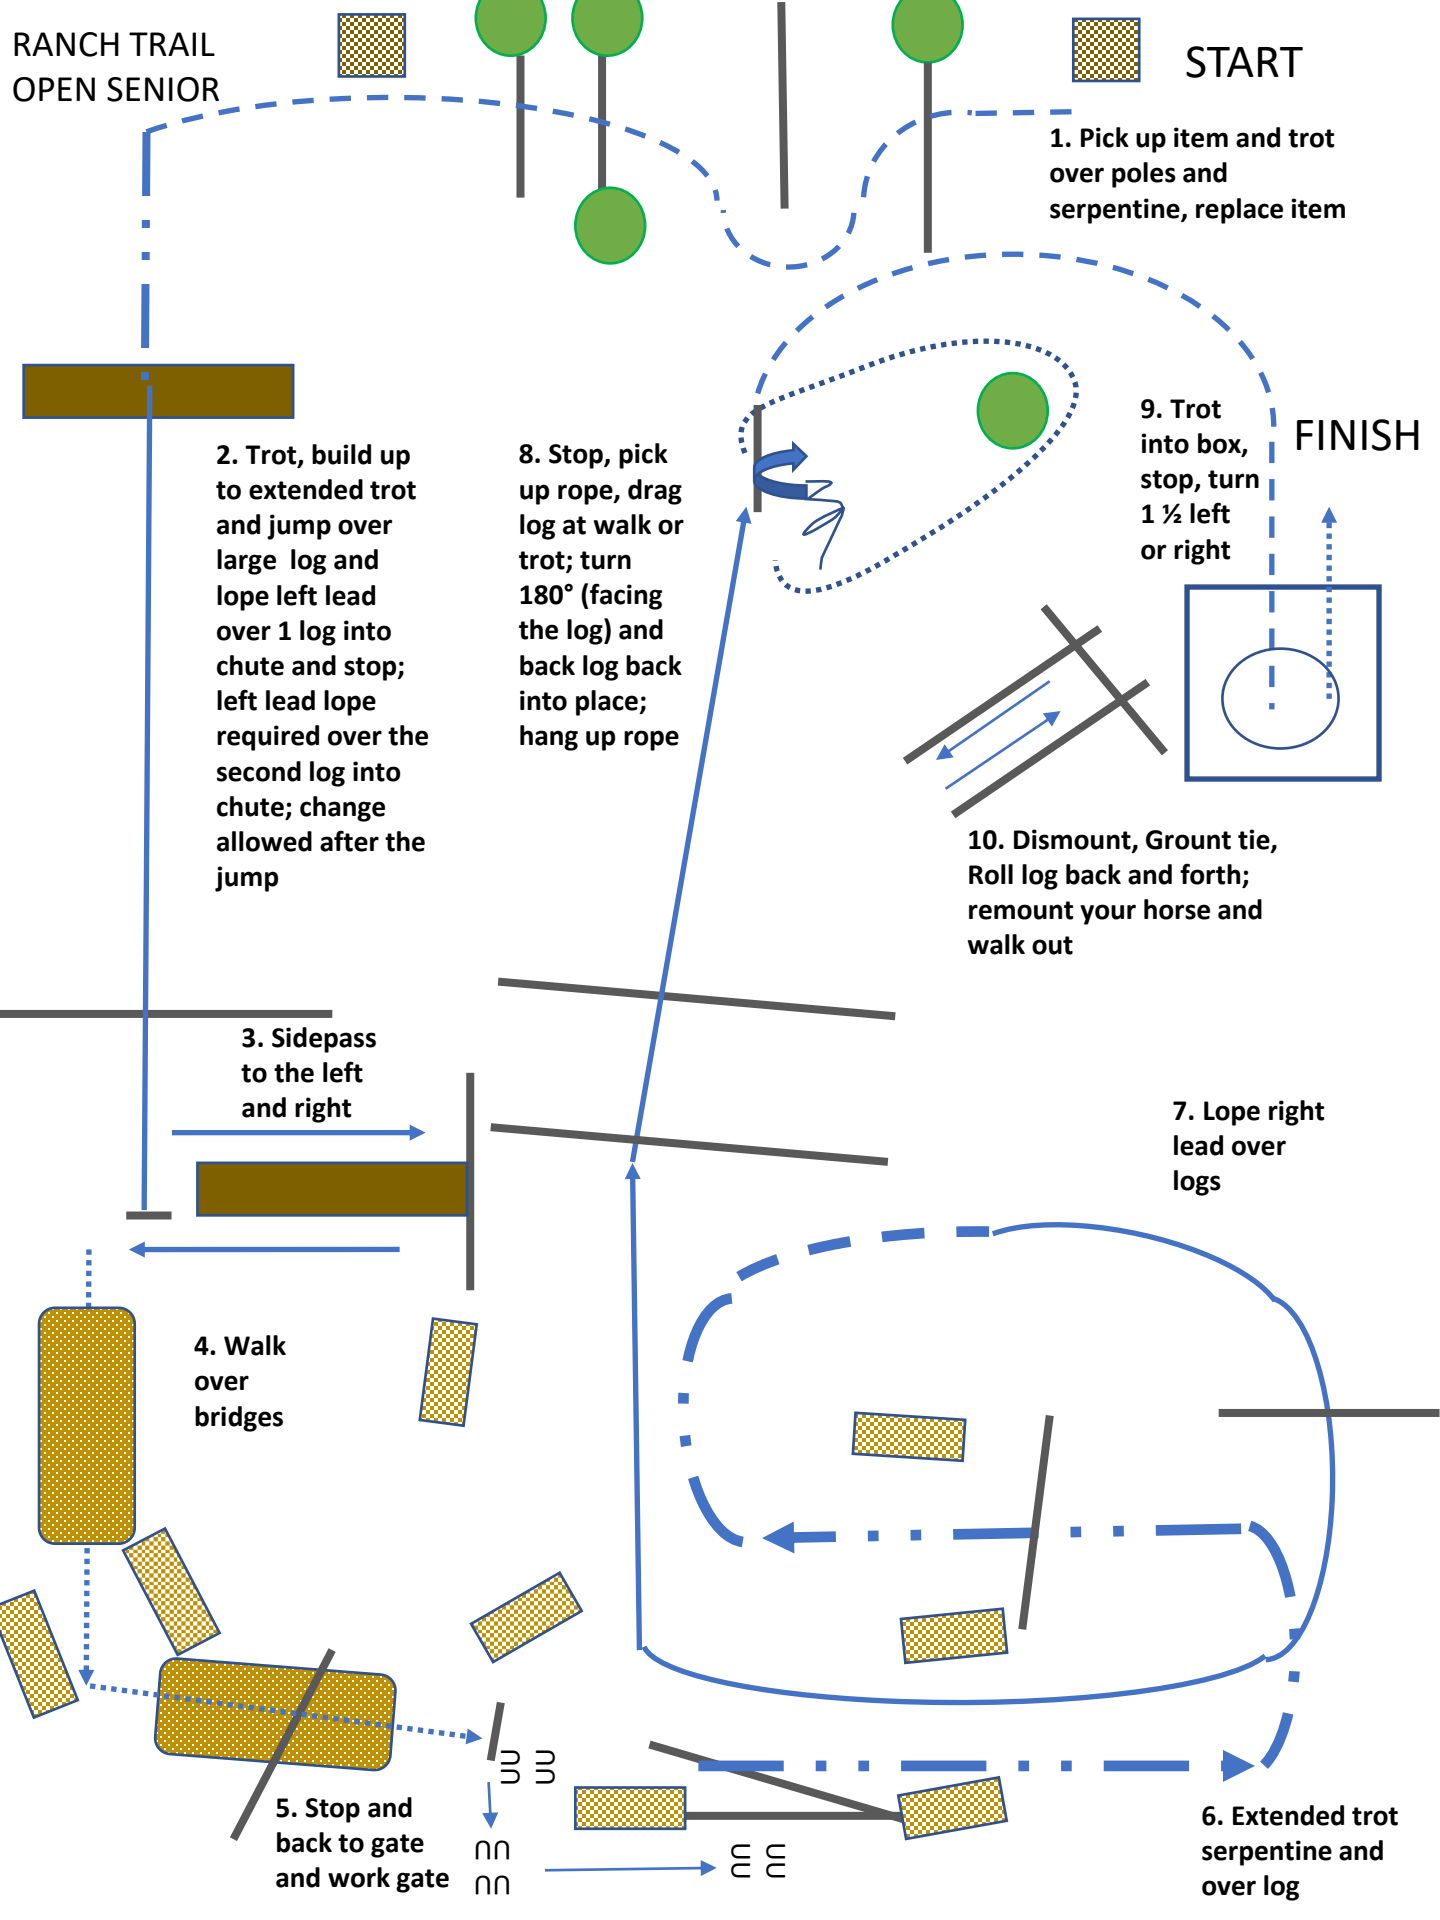 RANCH TRAIL
OPEN SENIOR
START
1. Pick up item and trot
over poles and
serpentine, replace item
2. Trot, build up
to extended trot
and jump over
large  log and
lope left lead
over 1 log into
chute and stop;
left lead lope
required over the
second log into
chute; change
allowed after the
jump
8. Stop, pick
up rope, drag
log at walk or
trot; turn
180° (facing
the log) and
back log back
into place;
hang up rope
9. Trot
into box,
stop, turn
1 ½ left
or right
FINISH
10. Dismount, Grount tie,
Roll log back and forth;
remount your horse and
walk out
3. Sidepass
to the left
and right
7. Lope right
lead over
logs
4. Walk
over
bridges
5. Stop and
back to gate
and work gate
6. Extended trot
serpentine and
over log